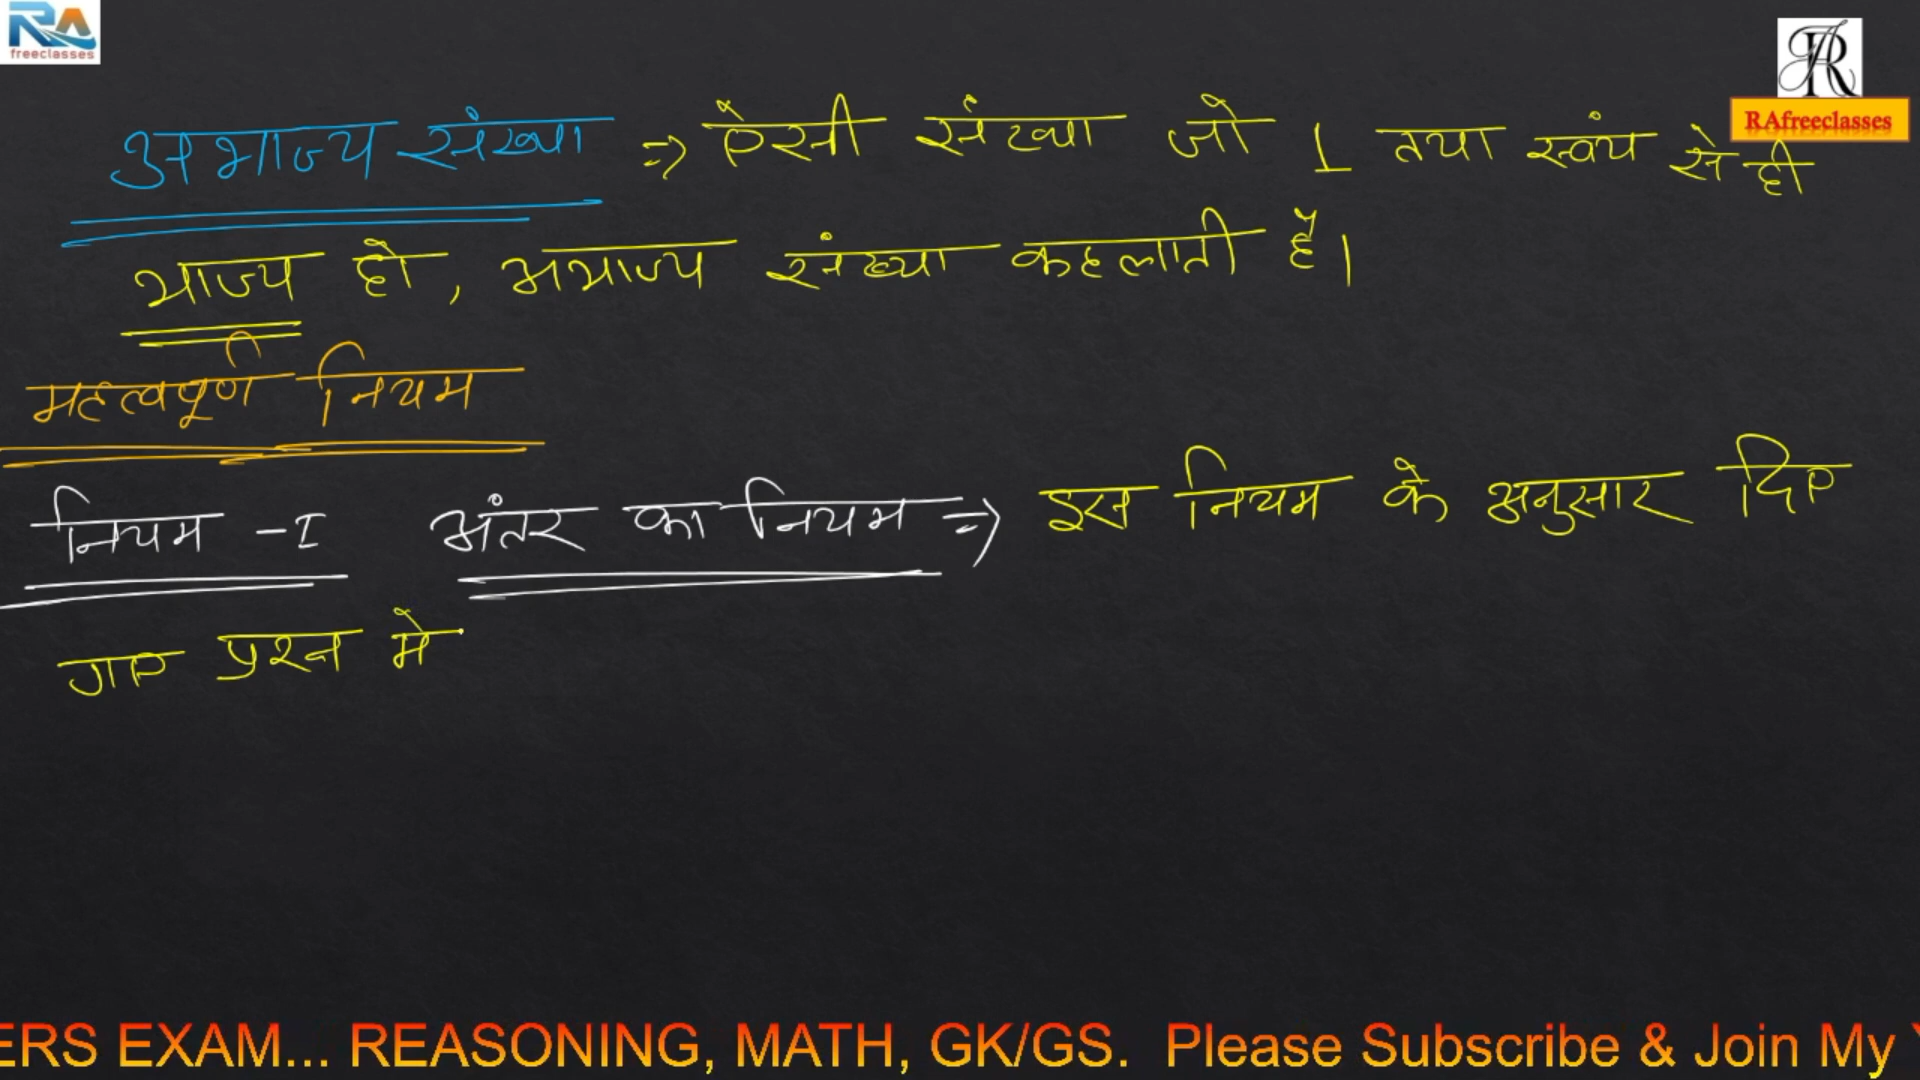 RA
freeclasses
RAfreeclasses
अभाज्य संख्या => ऐसी संख्या जो 1 तथा स्वंय से ही
भाज्य हो, अभाज्य संख्या कहलाती है।
महत्वपूर्ण नियम
नियम -I अंतर का नियम => इस नियम के अनुसार दिए
गए प्रश्न मे
ERS EXAM... REASONING, MATH, GK/GS. Please Subscribe & Join My